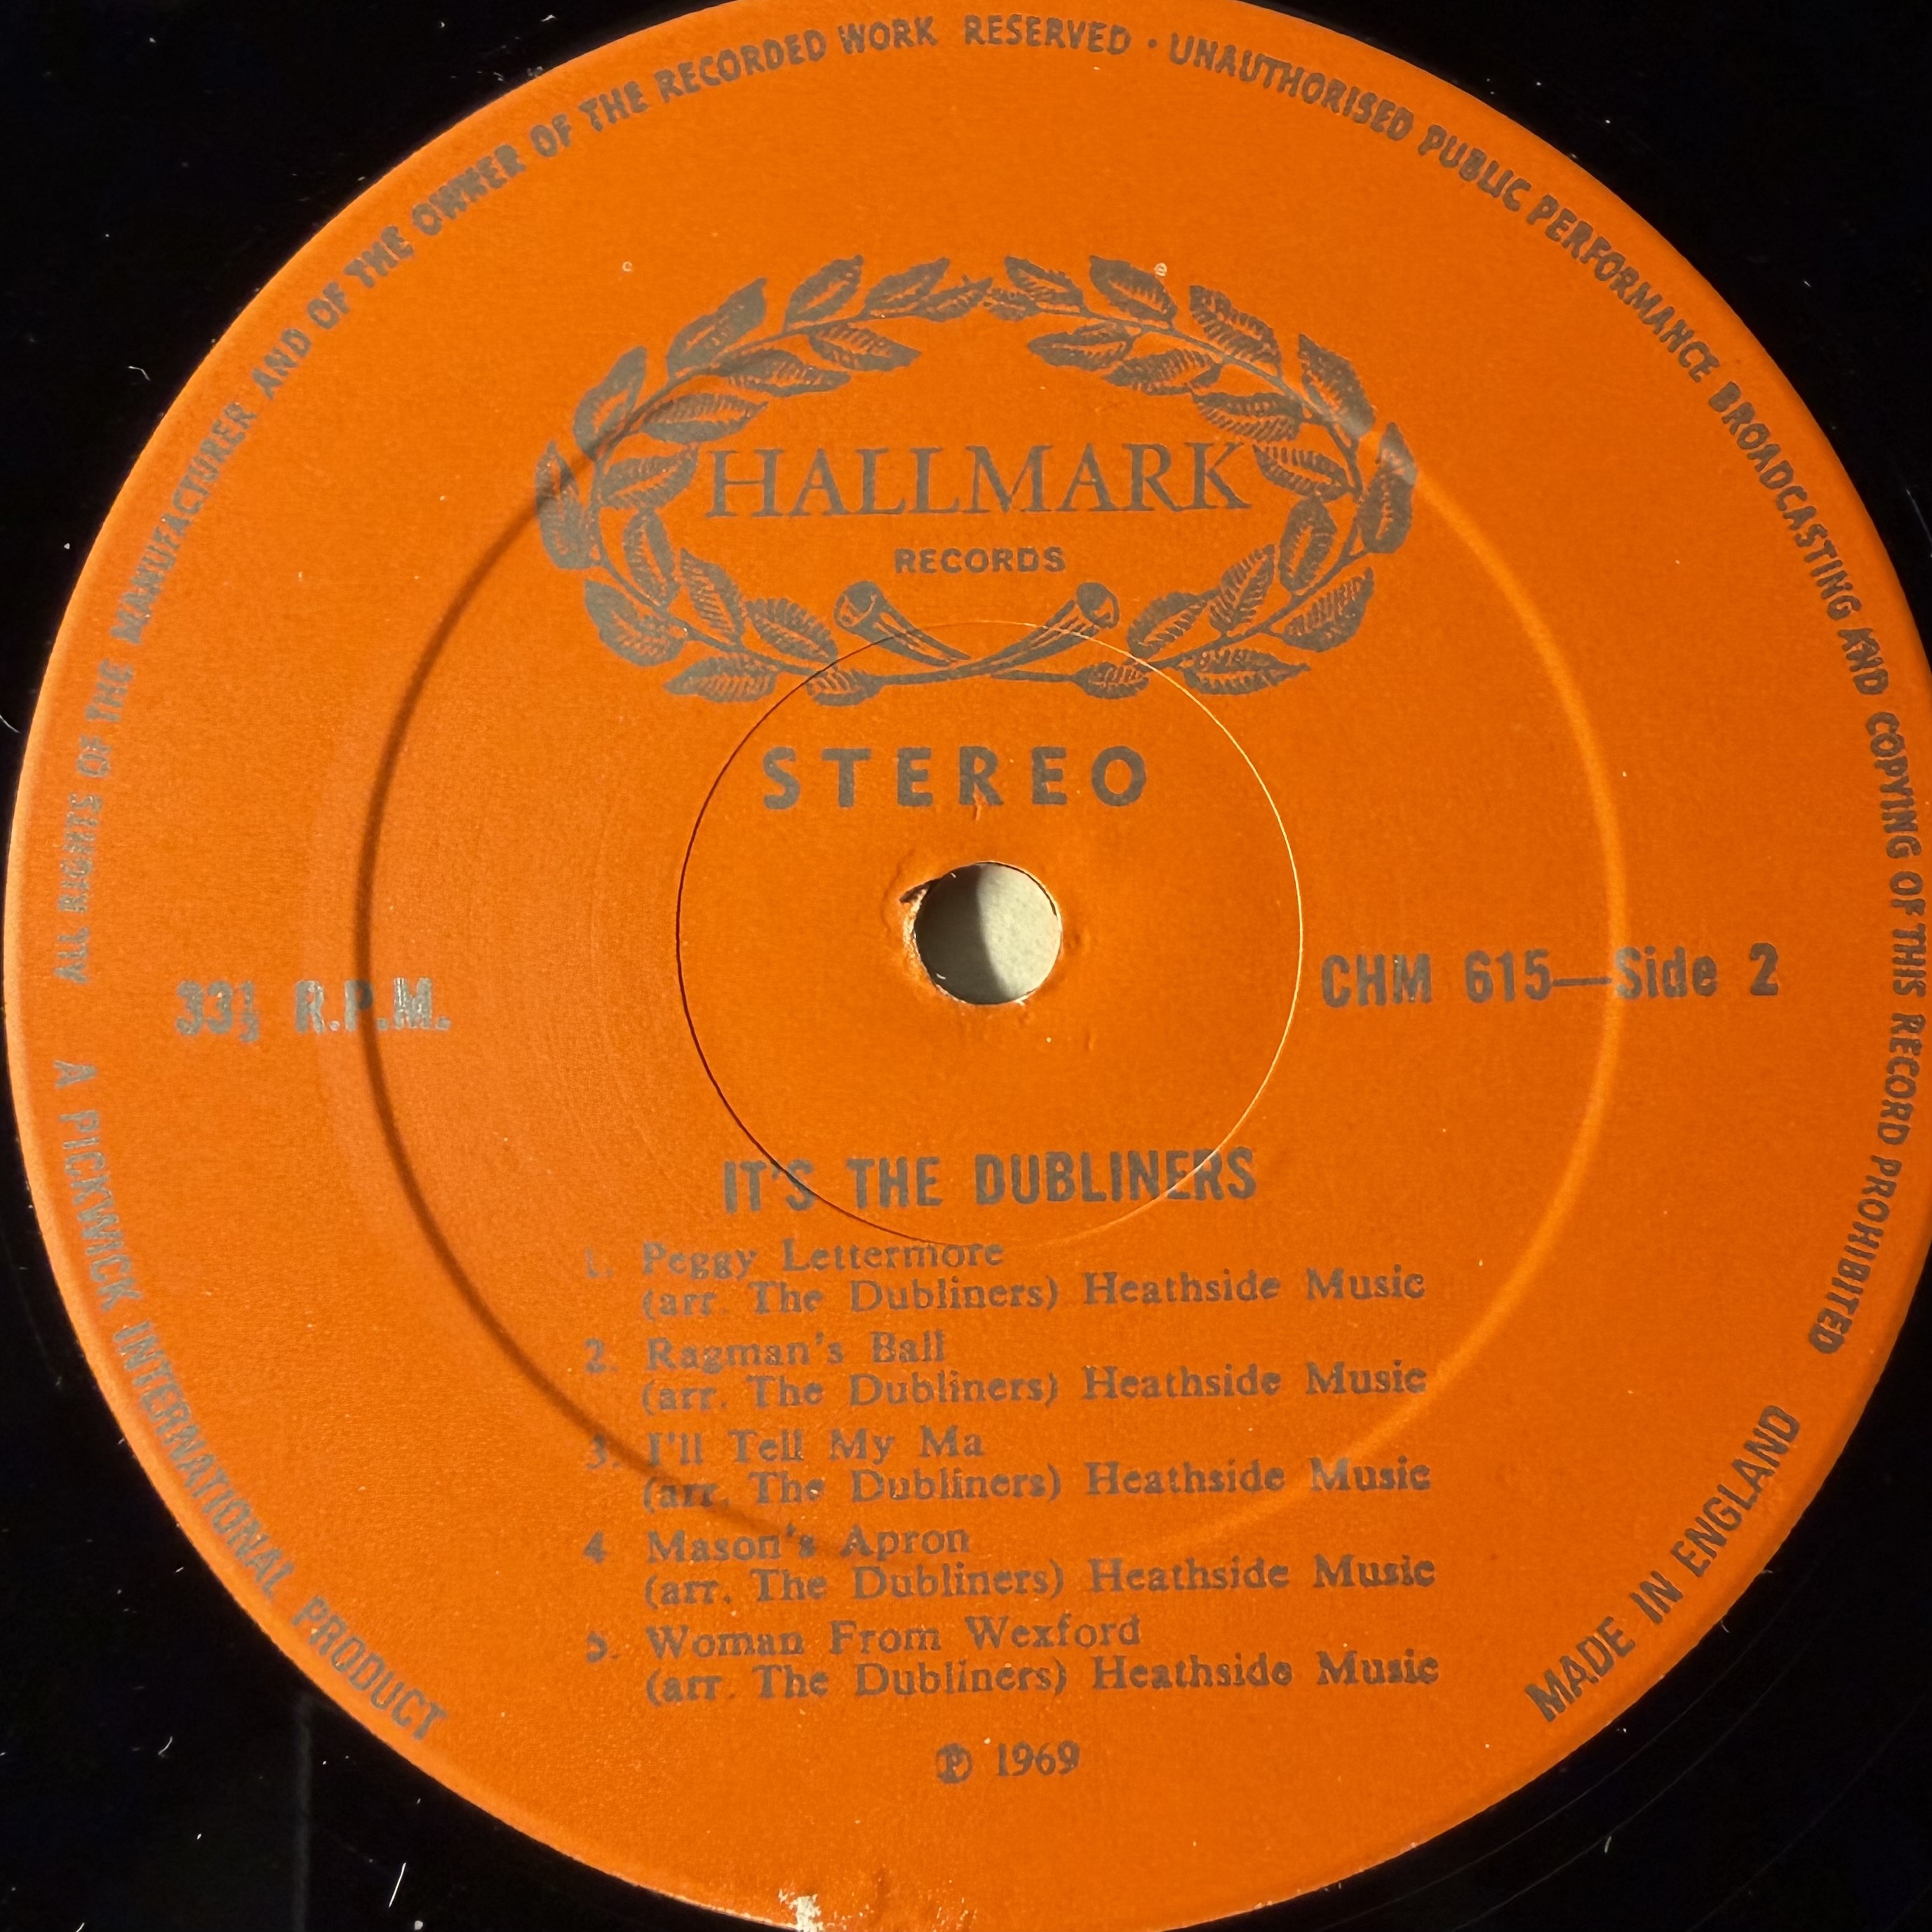 ALL RIGHTS OF THE MANUFACTURER AND OF THE OWNER OF THE RECORDED WORK RESERVED · UNAUTHORISED PUBLIC PERFORMANCE BROADCASTING AND COPYING OF THIS RECORD PROHIBITED
HALLMARK
RECORDS
STEREO
33⅓ R.P.M.
CHM 615—Side 2
IT'S THE DUBLINERS
1. Peggy Lettermore
(arr. The Dubliners) Heathside Music
2. Ragman's Ball
(arr. The Dubliners) Heathside Music
3. I'll Tell My Ma
(arr. The Dubliners) Heathside Music
4 Mason's Apron
(arr. The Dubliners) Heathside Music
5. Woman From Wexford
(arr. The Dubliners) Heathside Music
℗ 1969
A PICKWICK INTERNATIONAL PRODUCT
MADE IN ENGLAND